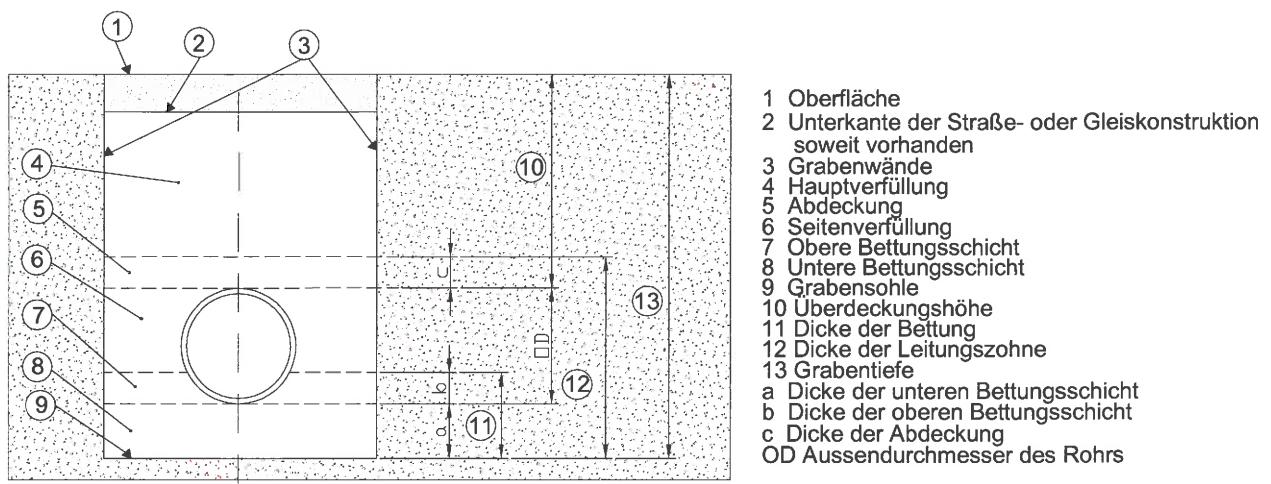 1
2
3
4
5
6
7
8
9
10
11
12
13
c
OD
b
a
1 Oberfläche
2 Unterkante der Straße- oder Gleiskonstruktion
soweit vorhanden
3 Grabenwände
4 Hauptverfüllung
5 Abdeckung
6 Seitenverfüllung
7 Obere Bettungsschicht
8 Untere Bettungsschicht
9 Grabensohle
10 Überdeckungshöhe
11 Dicke der Bettung
12 Dicke der Leitungszohne
13 Grabentiefe
a Dicke der unteren Bettungsschicht
b Dicke der oberen Bettungsschicht
c Dicke der Abdeckung
OD Aussendurchmesser des Rohrs